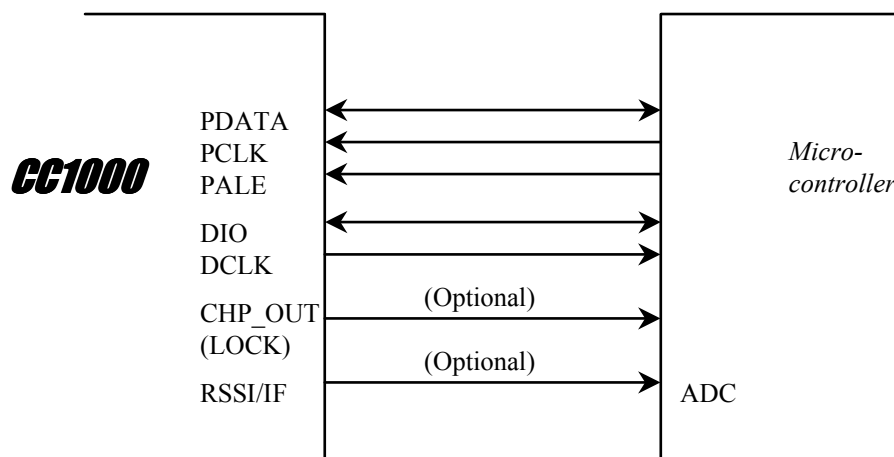 PDATA
PCLK
PALE
CC1000
Micro-
controller
DIO
DCLK
(Optional)
CHP_OUT
(LOCK)
(Optional)
RSSI/IF
ADC